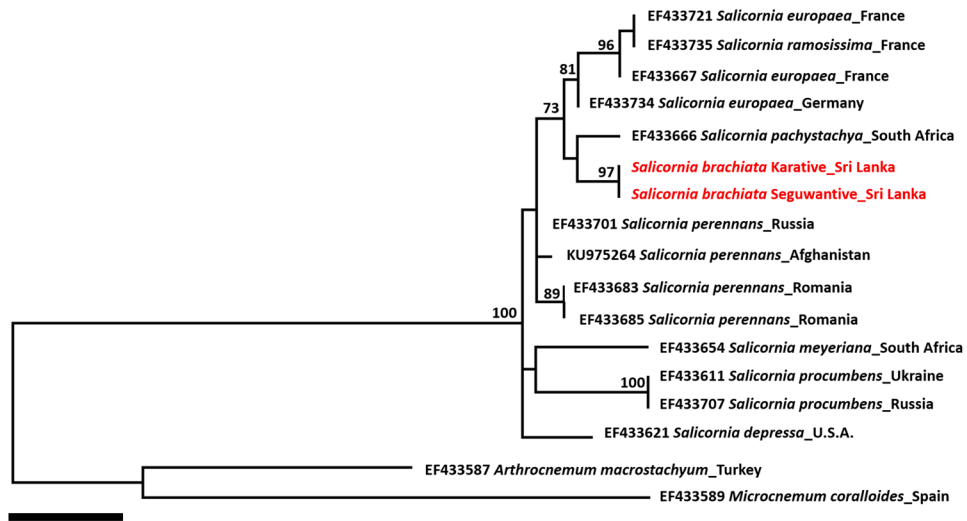 EF433721 Salicornia europaea_France
96
EF433735 Salicornia ramosissima_France
81
EF433667 Salicornia europaea_France
73
EF433734 Salicornia europaea_Germany
EF433666 Salicornia pachystachya_South Africa
97
Salicornia brachiata Karative_Sri Lanka
Salicornia brachiata Seguwantive_Sri Lanka
EF433701 Salicornia perennans_Russia
KU975264 Salicornia perennans_Afghanistan
89
EF433683 Salicornia perennans_Romania
100
EF433685 Salicornia perennans_Romania
EF433654 Salicornia meyeriana_South Africa
100
EF433611 Salicornia procumbens_Ukraine
EF433707 Salicornia procumbens_Russia
EF433621 Salicornia depressa_U.S.A.
EF433587 Arthrocnemum macrostachyum_Turkey
EF433589 Microcnemum coralloides_Spain